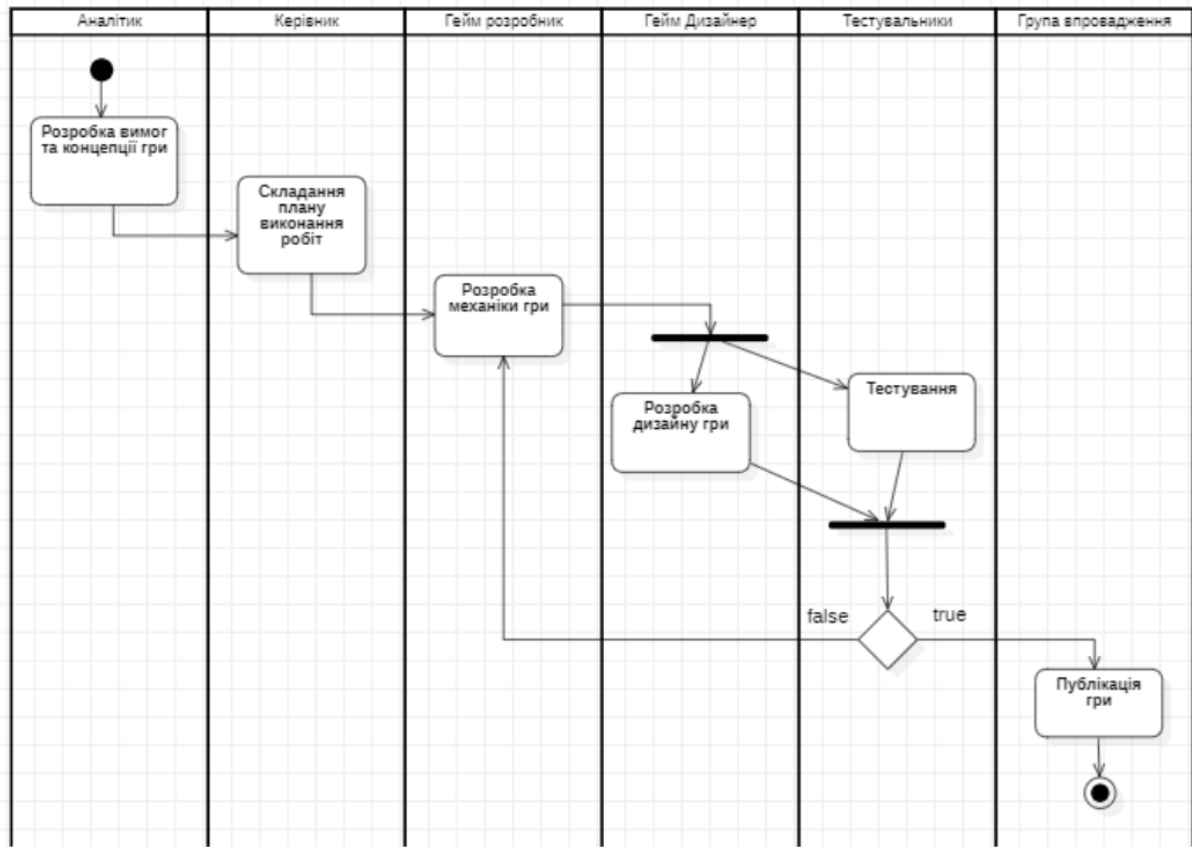 Аналітик
Керівник
Гейм розробник
Гейм Дизайнер
Тестувальники
Група впровадження
Розробка вимог
та концепції гри
Складання
плану
виконання
робіт
Розробка
механіки гри
Розробка
дизайну гри
Тестування
false
true
Публікація
гри